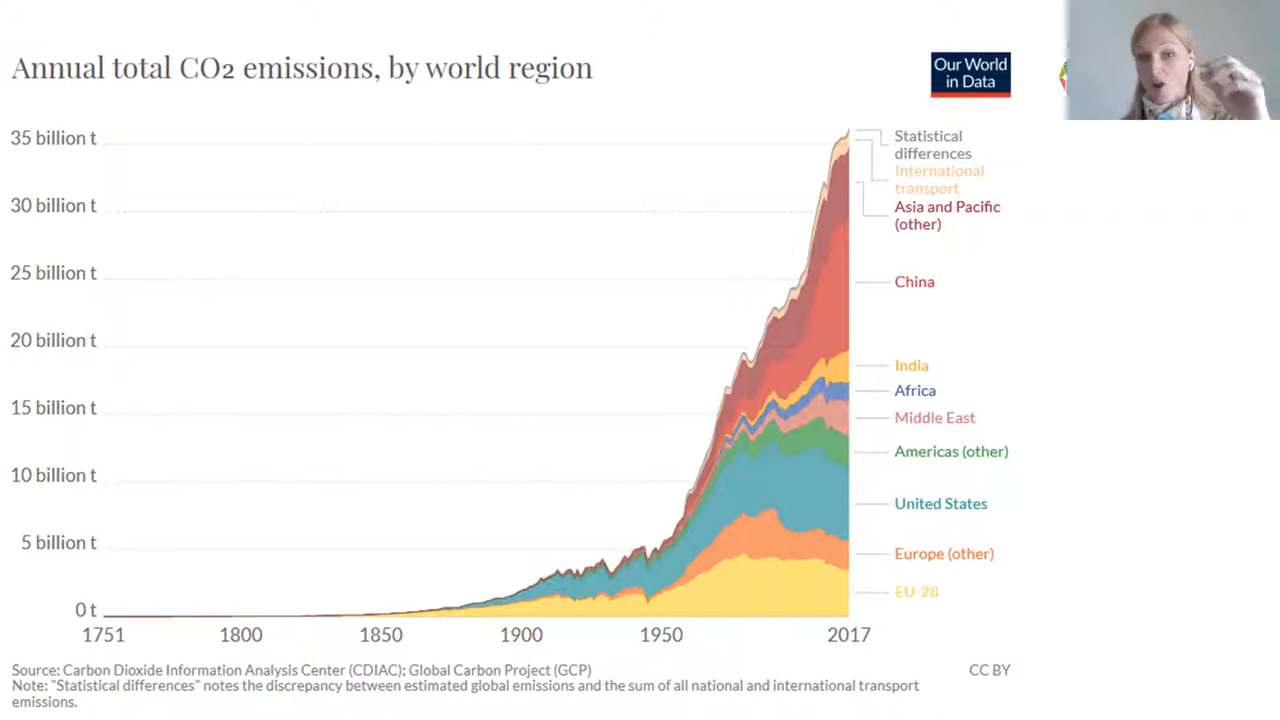 Annual total CO2 emissions, by world region
Our World
in Data
35 billion t
30 billion t
25 billion t
20 billion t
15 billion t
10 billion t
5 billion t
0 t
1751
1800
1850
1900
1950
2017
Statistical
differences
International
transport
Asia and Pacific
(other)
China
India
Africa
Middle East
Americas (other)
United States
Europe (other)
EU-28
Source: Carbon Dioxide Information Analysis Center (CDIAC); Global Carbon Project (GCP)
CC BY
Note: "Statistical differences" notes the discrepancy between estimated global emissions and the sum of all national and international transport
emissions.